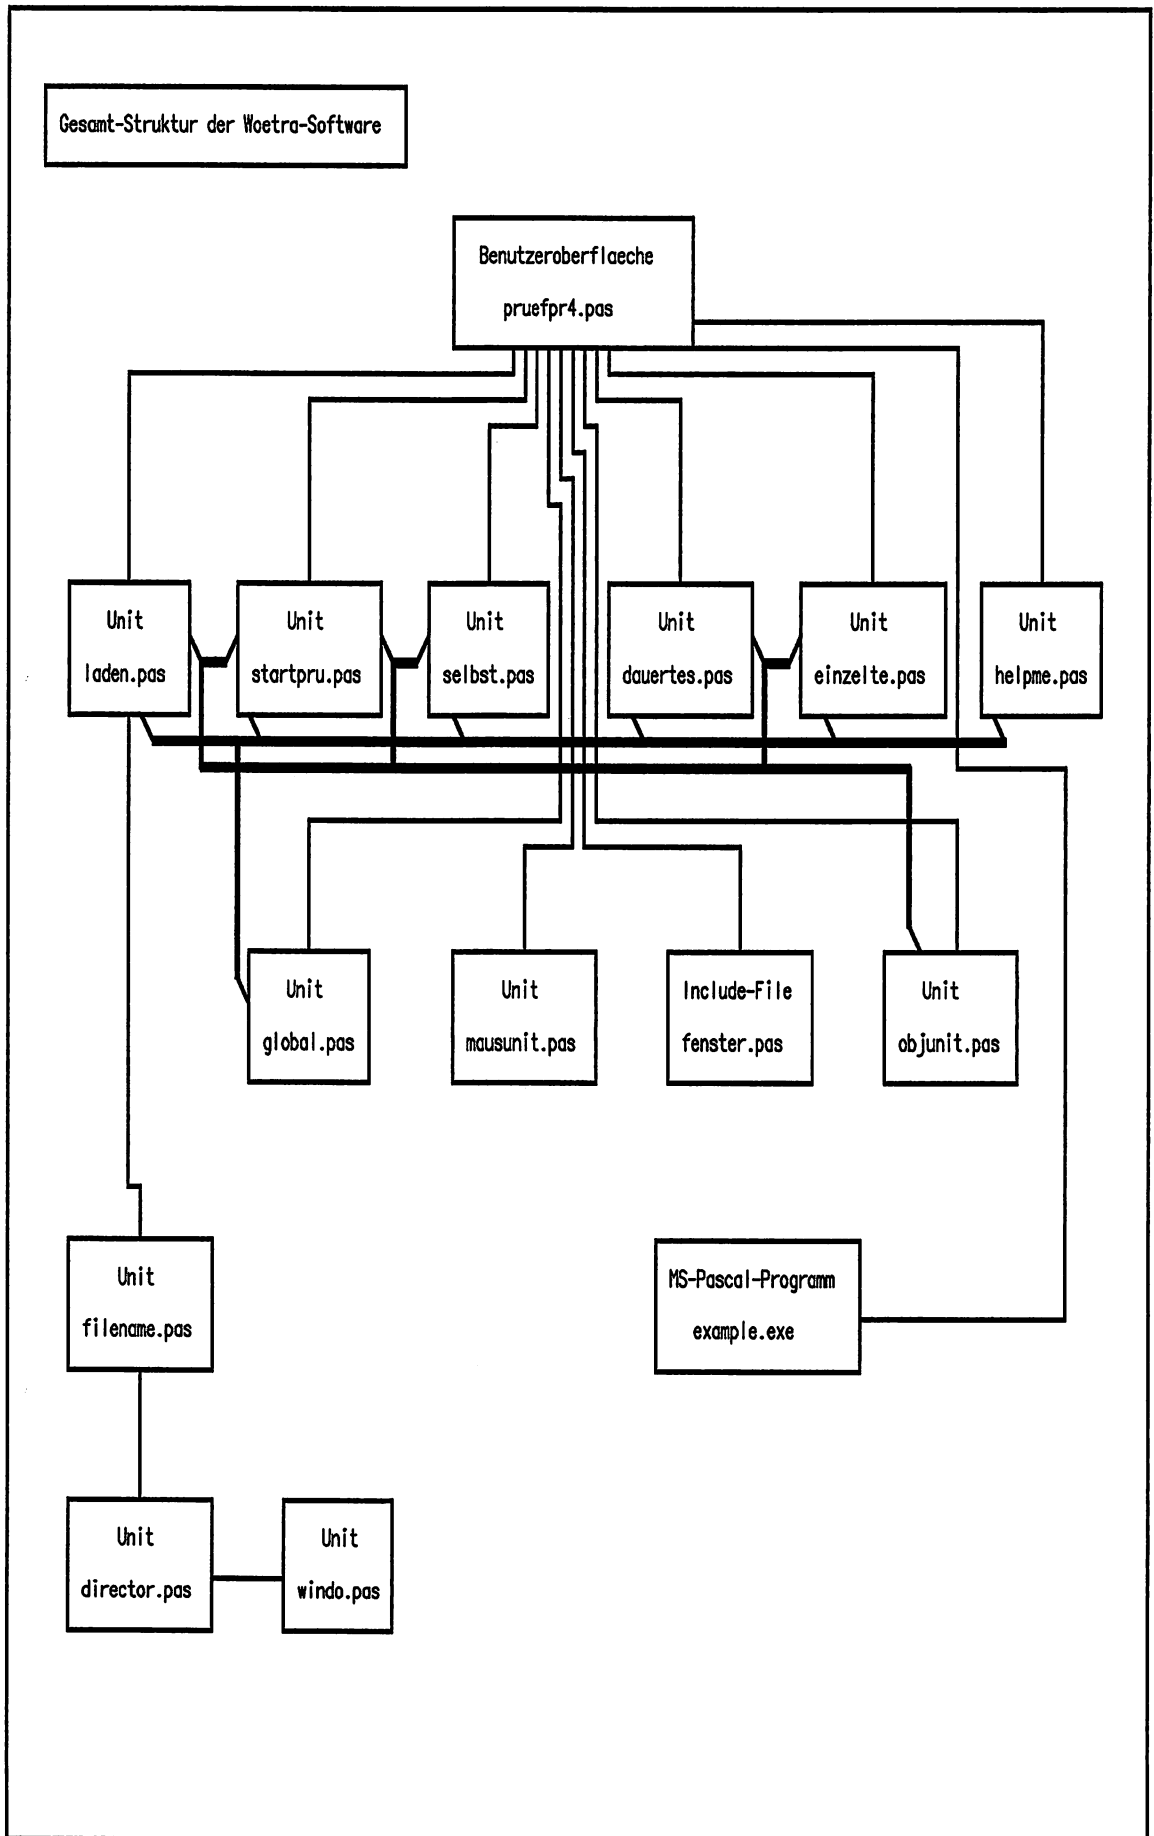 Gesamt-Struktur der Woetra-Software
Benutzeroberflaeche
pruefpr4.pas
Unit
laden.pas
Unit
startpru.pas
Unit
selbst.pas
Unit
dauertes.pas
Unit
einzelte.pas
Unit
helpme.pas
Unit
global.pas
Unit
mausunit.pas
Include-File
fenster.pas
Unit
objunit.pas
Unit
filename.pas
MS-Pascal-Programm
example.exe
Unit
director.pas
Unit
windo.pas